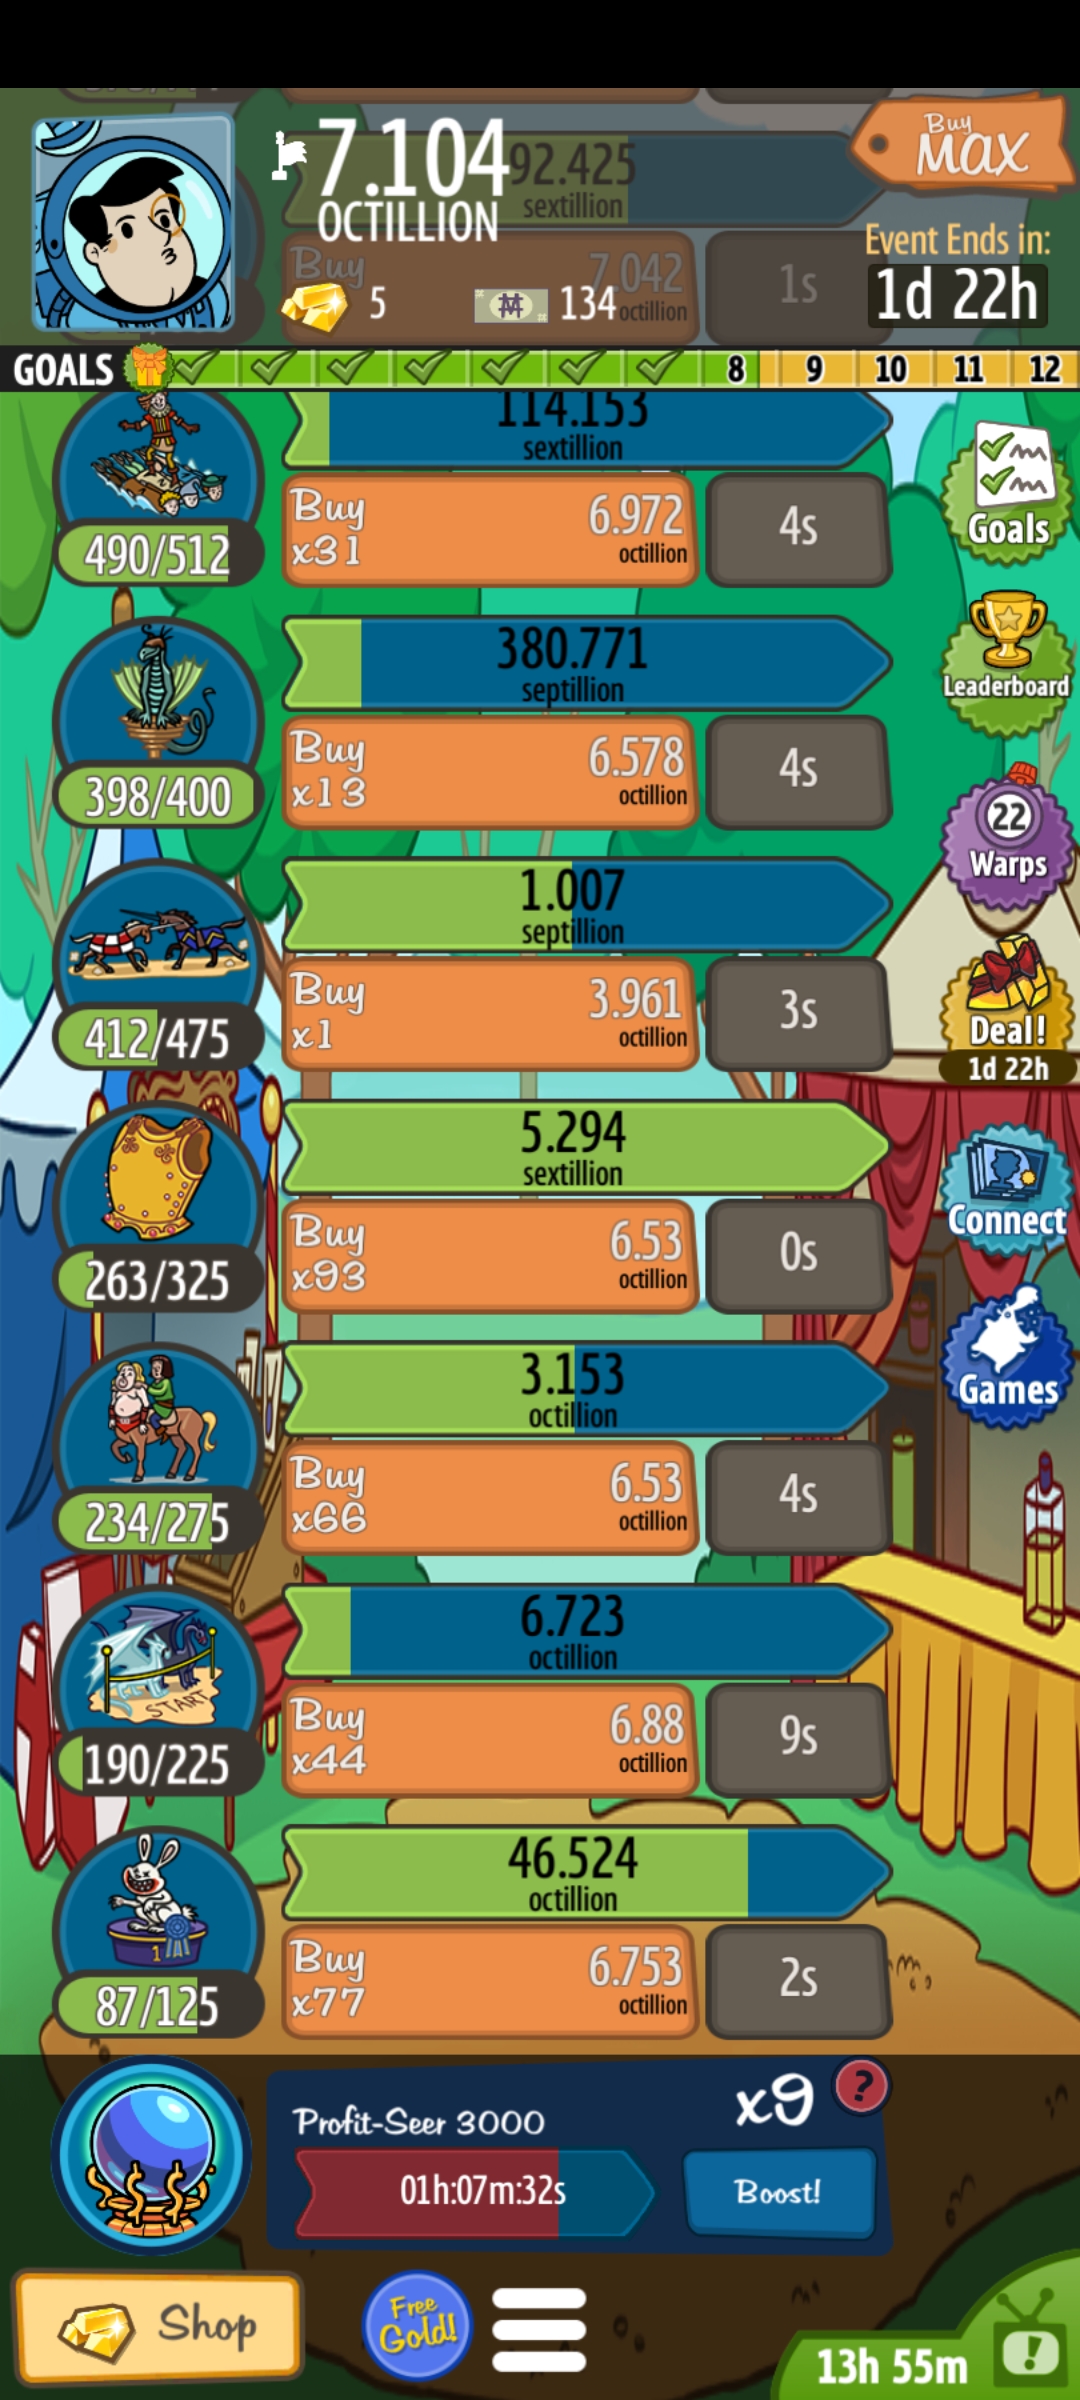 7.104
OCTILLION
92.425
sextillion
Buy
MAX
Buy
7.042
octillion
1s
5
134
Event Ends in:
1d 22h
GOALS
8 9 10 11 12
114.153
sextillion
490/512
Buy
x31
6.972
octillion
4s
Goals
380.771
septillion
398/400
Buy
x13
6.578
octillion
4s
Leaderboard
1.007
septillion
412/475
Buy
x1
3.961
octillion
3s
22
Warps
Deal!
1d 22h
5.294
sextillion
263/325
Buy
x93
6.53
octillion
0s
Connect
3.153
octillion
234/275
Buy
x66
6.53
octillion
4s
Games
6.723
octillion
START
190/225
Buy
x44
6.88
octillion
9s
46.524
octillion
1
87/125
Buy
x77
6.753
octillion
2s
Profit-Seer 3000
x9
?
01h:07m:32s
Boost!
Shop
Free
Gold!
13h 55m
!